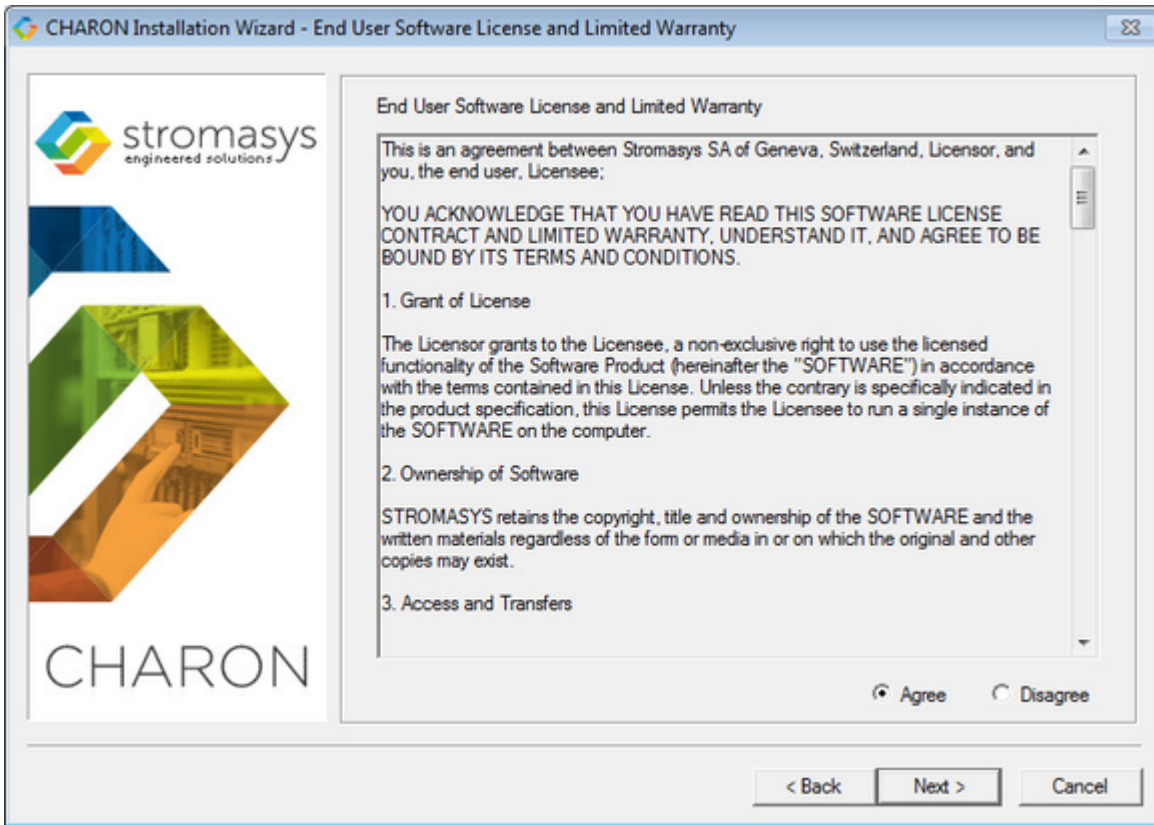 CHARON Installation Wizard - End User Software License and Limited Warranty
stromasys
engineered solutions
CHARON
End User Software License and Limited Warranty
This is an agreement between Stromasys SA of Geneva, Switzerland, Licensor, and
you, the end user, Licensee;
YOU ACKNOWLEDGE THAT YOU HAVE READ THIS SOFTWARE LICENSE
CONTRACT AND LIMITED WARRANTY, UNDERSTAND IT, AND AGREE TO BE
BOUND BY ITS TERMS AND CONDITIONS.
1. Grant of License
The Licensor grants to the Licensee, a non-exclusive right to use the licensed
functionality of the Software Product (hereinafter the "SOFTWARE") in accordance
with the terms contained in this License. Unless the contrary is specifically indicated in
the product specification, this License permits the Licensee to run a single instance of
the SOFTWARE on the computer.
2. Ownership of Software
STROMASYS retains the copyright, title and ownership of the SOFTWARE and the
written materials regardless of the form or media in or on which the original and other
copies may exist.
3. Access and Transfers
Agree
Disagree
< Back
Next >
Cancel